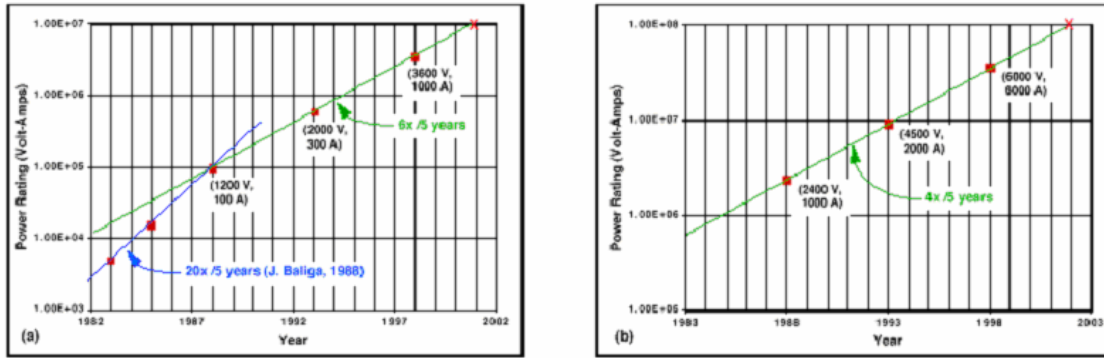 1.00E+07
1.00E+06
1.00E+05
1.00E+04
1.00E+03
Power Rating (Volt-Amps)
(3600 V,
1000 A)
6x /5 years
(2000 V,
300 A)
(1200 V,
100 A)
20x /5 years (J. Baliga, 1988)
(a)
1982
1987
1992
1997
2002
Year
1.00E+08
1.00E+07
1.00E+06
1.00E+05
Power Rating (Volt-Amps)
(6000 V,
6000 A)
(4500 V,
2000 A)
(2400 V,
1000 A)
4x /5 years
(b)
1983
1988
1993
1998
2003
Year